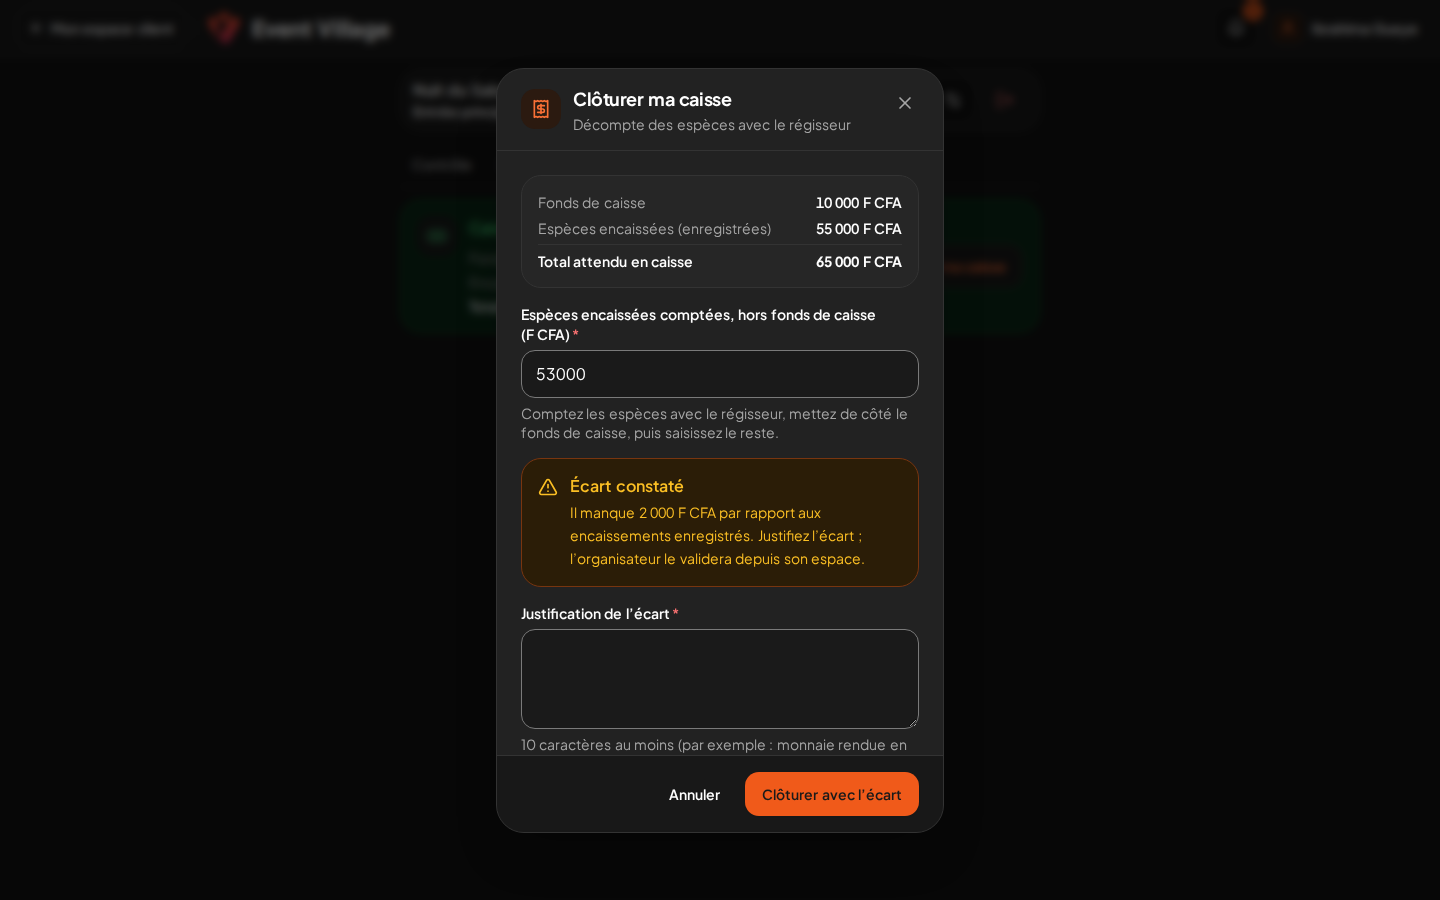 Mon espace client
Event Village
Clôturer ma caisse
Décompte des espèces avec le régisseur
Fonds de caisse
10 000 F CFA
Espèces encaissées (enregistrées)
55 000 F CFA
Total attendu en caisse
65 000 F CFA
Espèces encaissées comptées, hors fonds de caisse
(F CFA) *
53000
Comptez les espèces avec le régisseur, mettez de côté le
fonds de caisse, puis saisissez le reste.
Écart constaté
Il manque 2 000 F CFA par rapport aux
encaissements enregistrés. Justifiez l'écart ;
l'organisateur le validera depuis son espace.
Justification de l’écart *
10 caractères au moins (par exemple : monnaie rendue en
Annuler
Clôturer avec l’écart